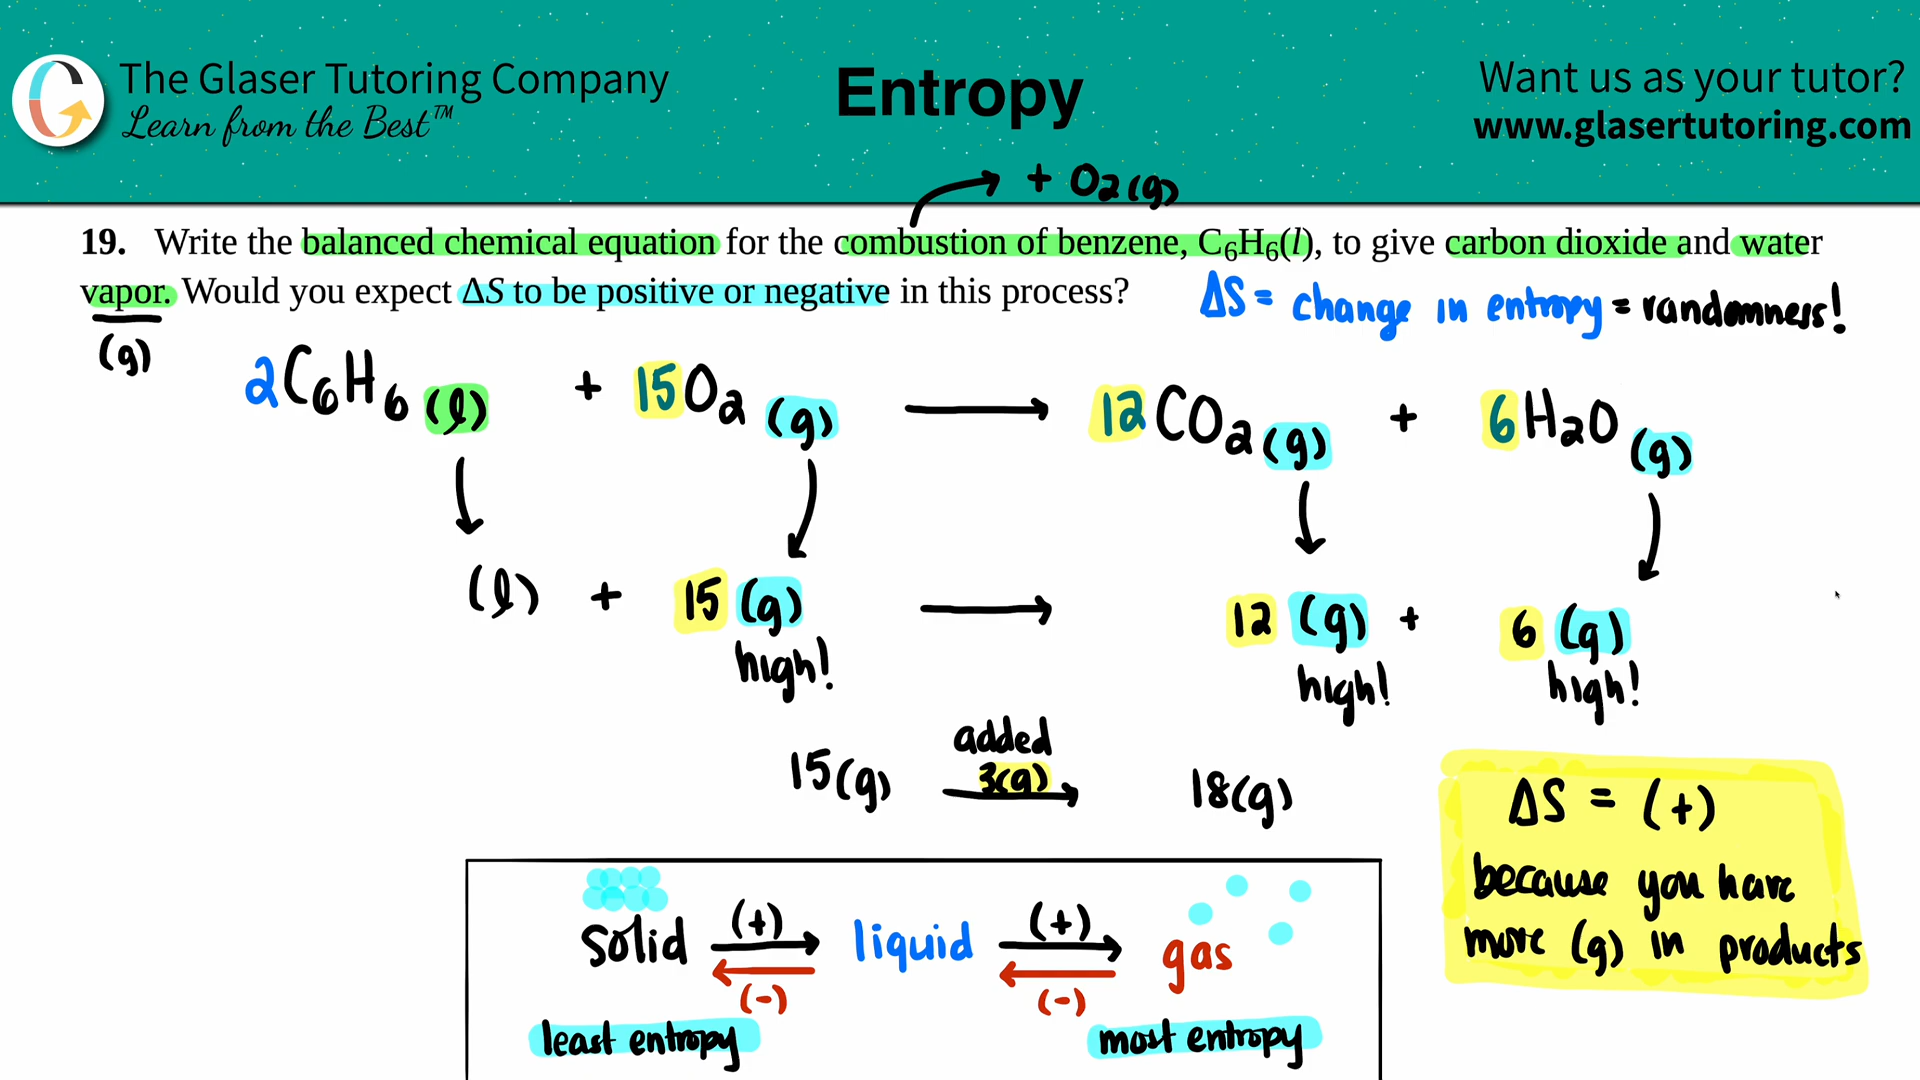 The Glaser Tutoring Company
Learn from the Best™
Entropy
Want us as your tutor?
www.glasertutoring.com
+ O₂(g)
19. Write the balanced chemical equation for the combustion of benzene, C₆H₆(l), to give carbon dioxide and water
vapor. Would you expect ΔS to be positive or negative in this process?
ΔS = change in entropy = randomness!
(g)
2C₆H₆(l) + 15O₂(g) → 12CO₂(g) + 6H₂O(g)
(l) + 15(g) → 12(g) + 6(g)
high! high! high!
added
15(g) 3(g) → 18(g)
ΔS = (+)
because you have
more (g) in products
(+) (+)
solid → liquid → gas
(-) (-)
least entropy most entropy